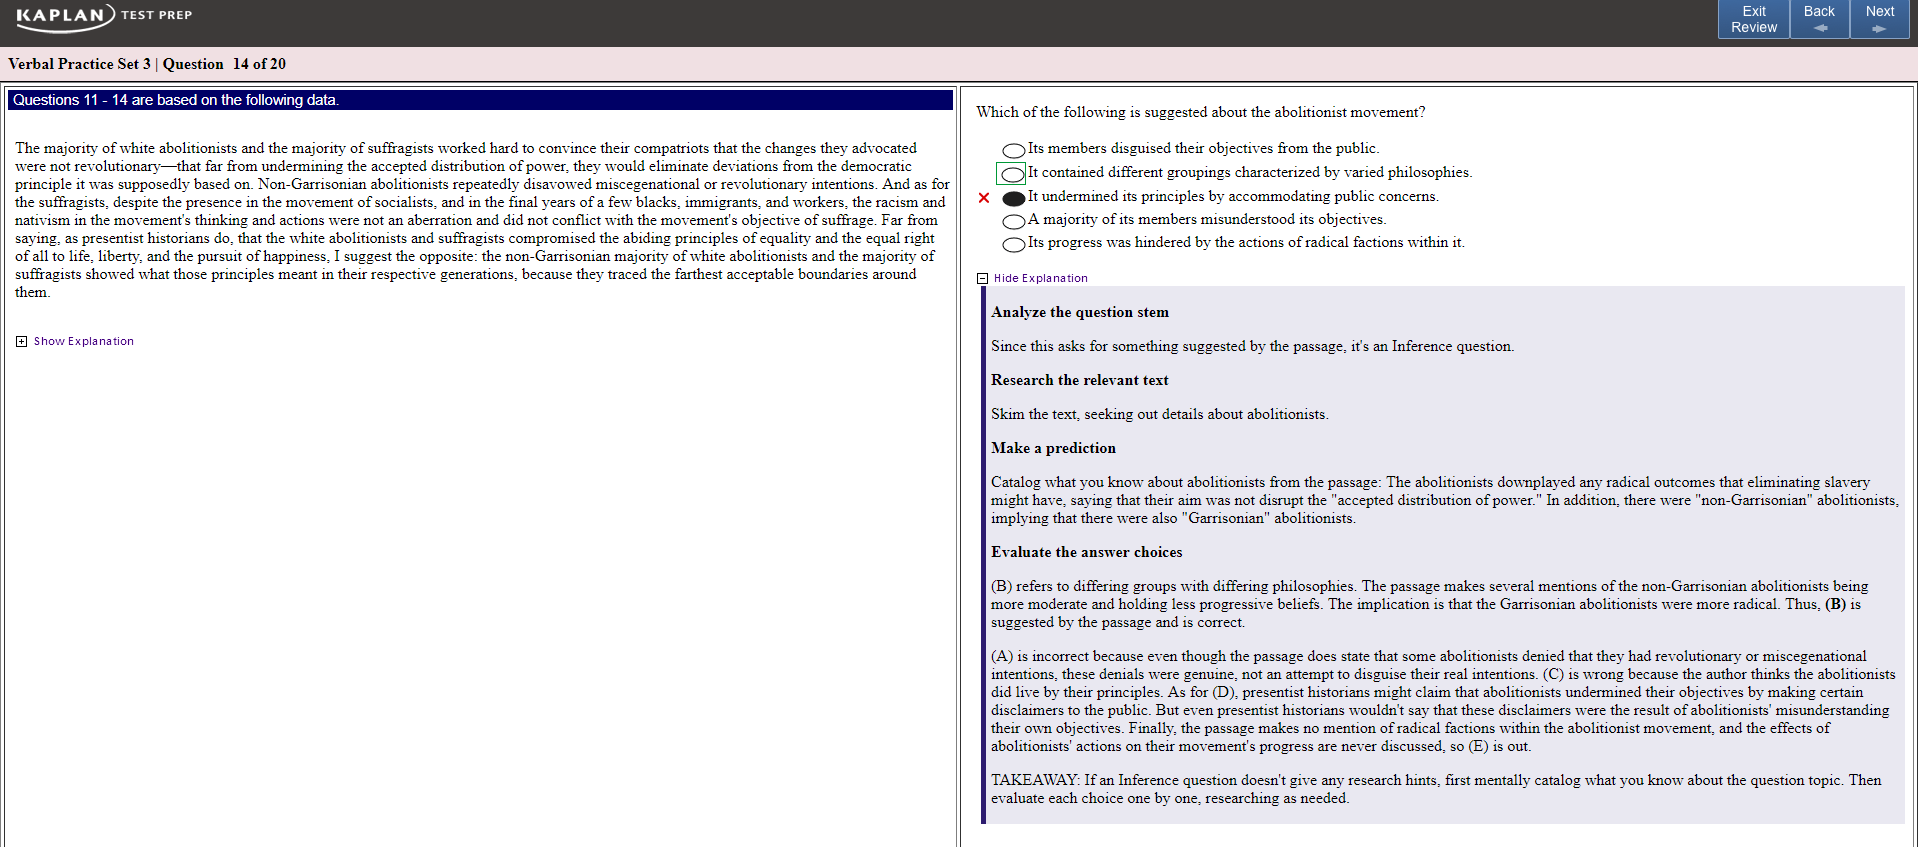 KAPLAN TEST PREP
Exit Review
Back
Next
Verbal Practice Set 3 | Question 14 of 20
Questions 11 - 14 are based on the following data.
The majority of white abolitionists and the majority of suffragists worked hard to convince their compatriots that the changes they advocated
were not revolutionary—that far from undermining the accepted distribution of power, they would eliminate deviations from the democratic
principle it was supposedly based on. Non-Garrisonian abolitionists repeatedly disavowed miscegenational or revolutionary intentions. And as for
the suffragists, despite the presence in the movement of socialists, and in the final years of a few blacks, immigrants, and workers, the racism and
nativism in the movement's thinking and actions were not an aberration and did not conflict with the movement's objective of suffrage. Far from
saying, as presentist historians do, that the white abolitionists and suffragists compromised the abiding principles of equality and the equal right
of all to life, liberty, and the pursuit of happiness, I suggest the opposite: the non-Garrisonian majority of white abolitionists and the majority of
suffragists showed what those principles meant in their respective generations, because they traced the farthest acceptable boundaries around
them.
Show Explanation
Which of the following is suggested about the abolitionist movement?
Its members disguised their objectives from the public.
It contained different groupings characterized by varied philosophies.
It undermined its principles by accommodating public concerns.
A majority of its members misunderstood its objectives.
Its progress was hindered by the actions of radical factions within it.
Hide Explanation
Analyze the question stem
Since this asks for something suggested by the passage, it's an Inference question.
Research the relevant text
Skim the text, seeking out details about abolitionists.
Make a prediction
Catalog what you know about abolitionists from the passage: The abolitionists downplayed any radical outcomes that eliminating slavery
might have, saying that their aim was not disrupt the "accepted distribution of power." In addition, there were "non-Garrisonian" abolitionists,
implying that there were also "Garrisonian" abolitionists.
Evaluate the answer choices
(B) refers to differing groups with differing philosophies. The passage makes several mentions of the non-Garrisonian abolitionists being
more moderate and holding less progressive beliefs. The implication is that the Garrisonian abolitionists were more radical. Thus, (B) is
suggested by the passage and is correct.
(A) is incorrect because even though the passage does state that some abolitionists denied that they had revolutionary or miscegenational
intentions, these denials were genuine, not an attempt to disguise their real intentions. (C) is wrong because the author thinks the abolitionists
did live by their principles. As for (D), presentist historians might claim that abolitionists undermined their objectives by making certain
disclaimers to the public. But even presentist historians wouldn't say that these disclaimers were the result of abolitionists' misunderstanding
their own objectives. Finally, the passage makes no mention of radical factions within the abolitionist movement, and the effects of
abolitionists' actions on their movement's progress are never discussed, so (E) is out.
TAKEAWAY: If an Inference question doesn't give any research hints, first mentally catalog what you know about the question topic. Then
evaluate each choice one by one, researching as needed.